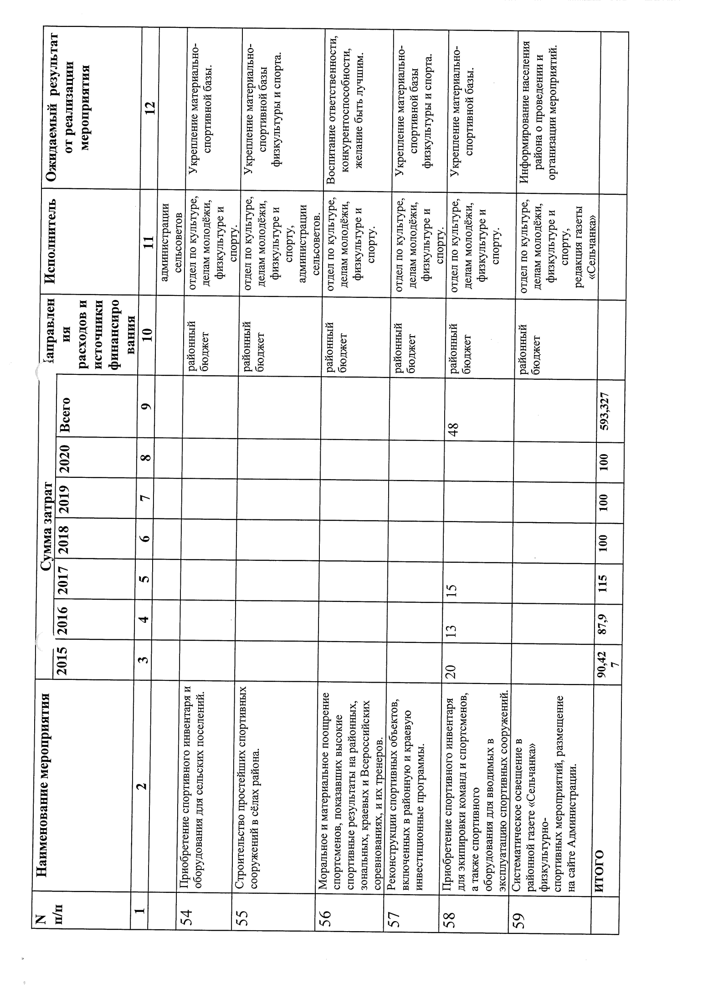 N
п/п
Наименование мероприятия
Сумма затрат
2015
2016
2017
2018
2019
2020
Всего
Направлен
ия
расходов и
источники
финансиро
вания
Исполнитель
Ожидаемый результат
от реализации
мероприятия
1
2
3
4
5
6
7
8
9
10
11
12
администрации
сельсоветов
54
Приобретение спортивного инвентаря и
оборудования для сельских поселений.
районный
бюджет
отдел по культуре,
делам молодёжи,
физкультуре и
спорту.
Укрепление материально-
спортивной базы.
55
Строительство простейших спортивных
сооружений в сёлах района.
районный
бюджет
отдел по культуре,
делам молодёжи,
физкультуре и
спорту,
администрации
сельсоветов.
Укрепление материально-
спортивной базы
физкультуры и спорта.
56
Моральное и материальное поощрение
спортсменов, показавших высокие
спортивные результаты на районных,
зональных, краевых и Всероссийских
соревнованиях, и их тренеров.
районный
бюджет
отдел по культуре,
делам молодёжи,
физкультуре и
спорту.
Воспитание ответственности,
конкурентоспособности,
желание быть лучшим.
57
Реконструкции спортивных объектов,
включенных в районную и краевую
инвестиционные программы.
районный
бюджет
отдел по культуре,
делам молодёжи,
физкультуре и
спорту.
Укрепление материально-
спортивной базы
физкультуры и спорта.
58
Приобретение спортивного инвентаря
для экипировки команд и спортсменов,
а также спортивного
оборудования для вводимых в
эксплуатацию спортивных сооружений.
20
13
15
48
районный
бюджет
отдел по культуре,
делам молодёжи,
физкультуре и
спорту.
Укрепление материально-
спортивной базы.
59
Систематическое освещение в
районной газете «Сельчанка»
физкультурно-
спортивных мероприятий, размещение
на сайте Администрации.
районный
бюджет
отдел по культуре,
делам молодёжи,
физкультуре и
спорту,
редакция газеты
«Сельчанка»
Информирование населения
района о проведении и
организации мероприятий.
ИТОГО
90,42
7
87,9
115
100
100
100
593,327